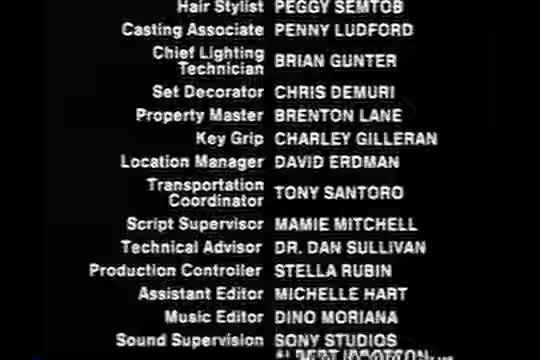 Hair Stylist PEGGY SEMTOB
Casting Associate PENNY LUDFORD
Chief Lighting
Technician BRIAN GUNTER
Set Decorator CHRIS DEMURI
Property Master BRENTON LANE
Key Grip CHARLEY GILLERAN
Location Manager DAVID ERDMAN
Transportation
Coordinator TONY SANTORO
Script Supervisor MAMIE MITCHELL
Technical Advisor DR. DAN SULLIVAN
Production Controller STELLA RUBIN
Assistant Editor MICHELLE HART
Music Editor DINO MORIANA
Sound Supervision SONY STUDIOS